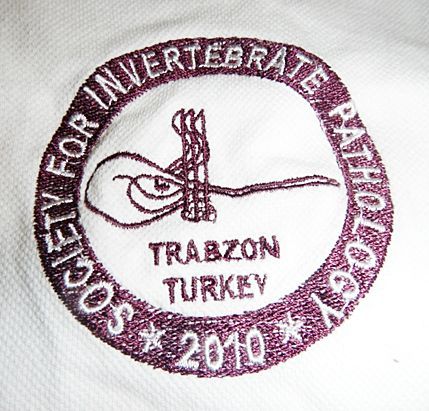 SOCIETY FOR INVERTEBRATE PATHOLOGY
TRABZON
TURKEY
★ 2010 ★